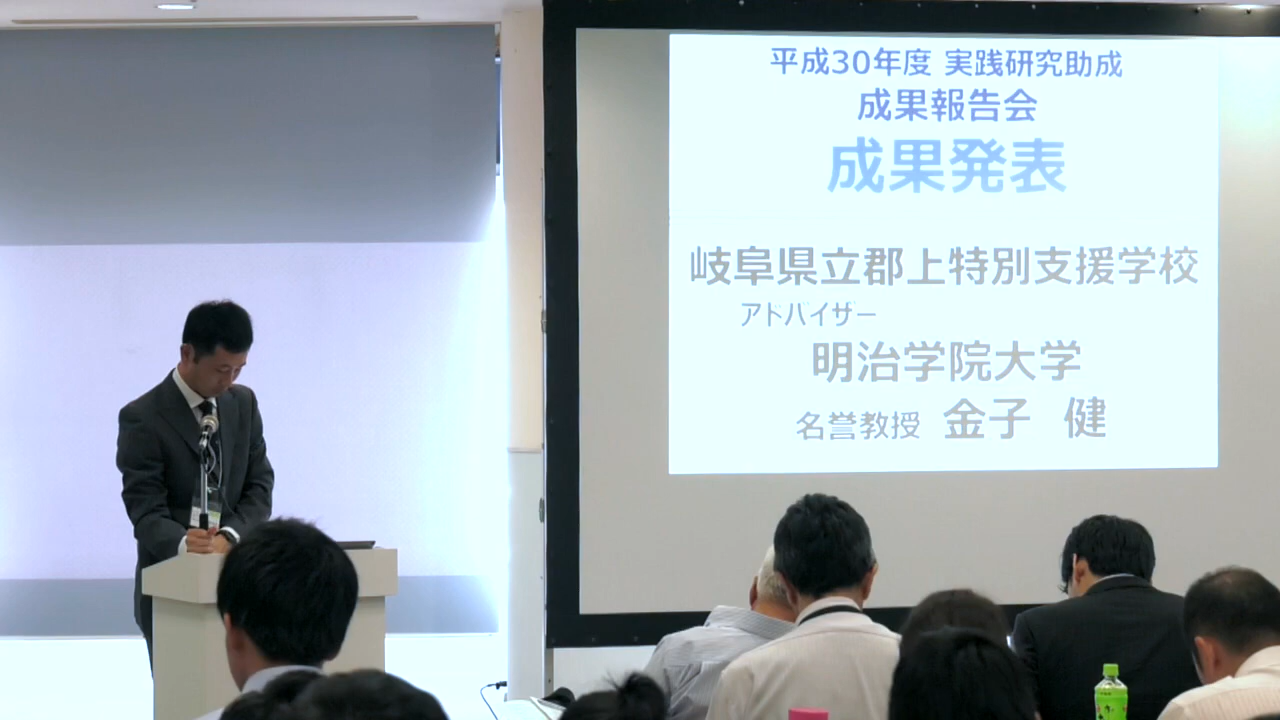 平成30年度 実践研究助成
成果報告会
成果発表
岐阜県立郡上特別支援学校
アドバイザー
明治学院大学
名誉教授 金子 健